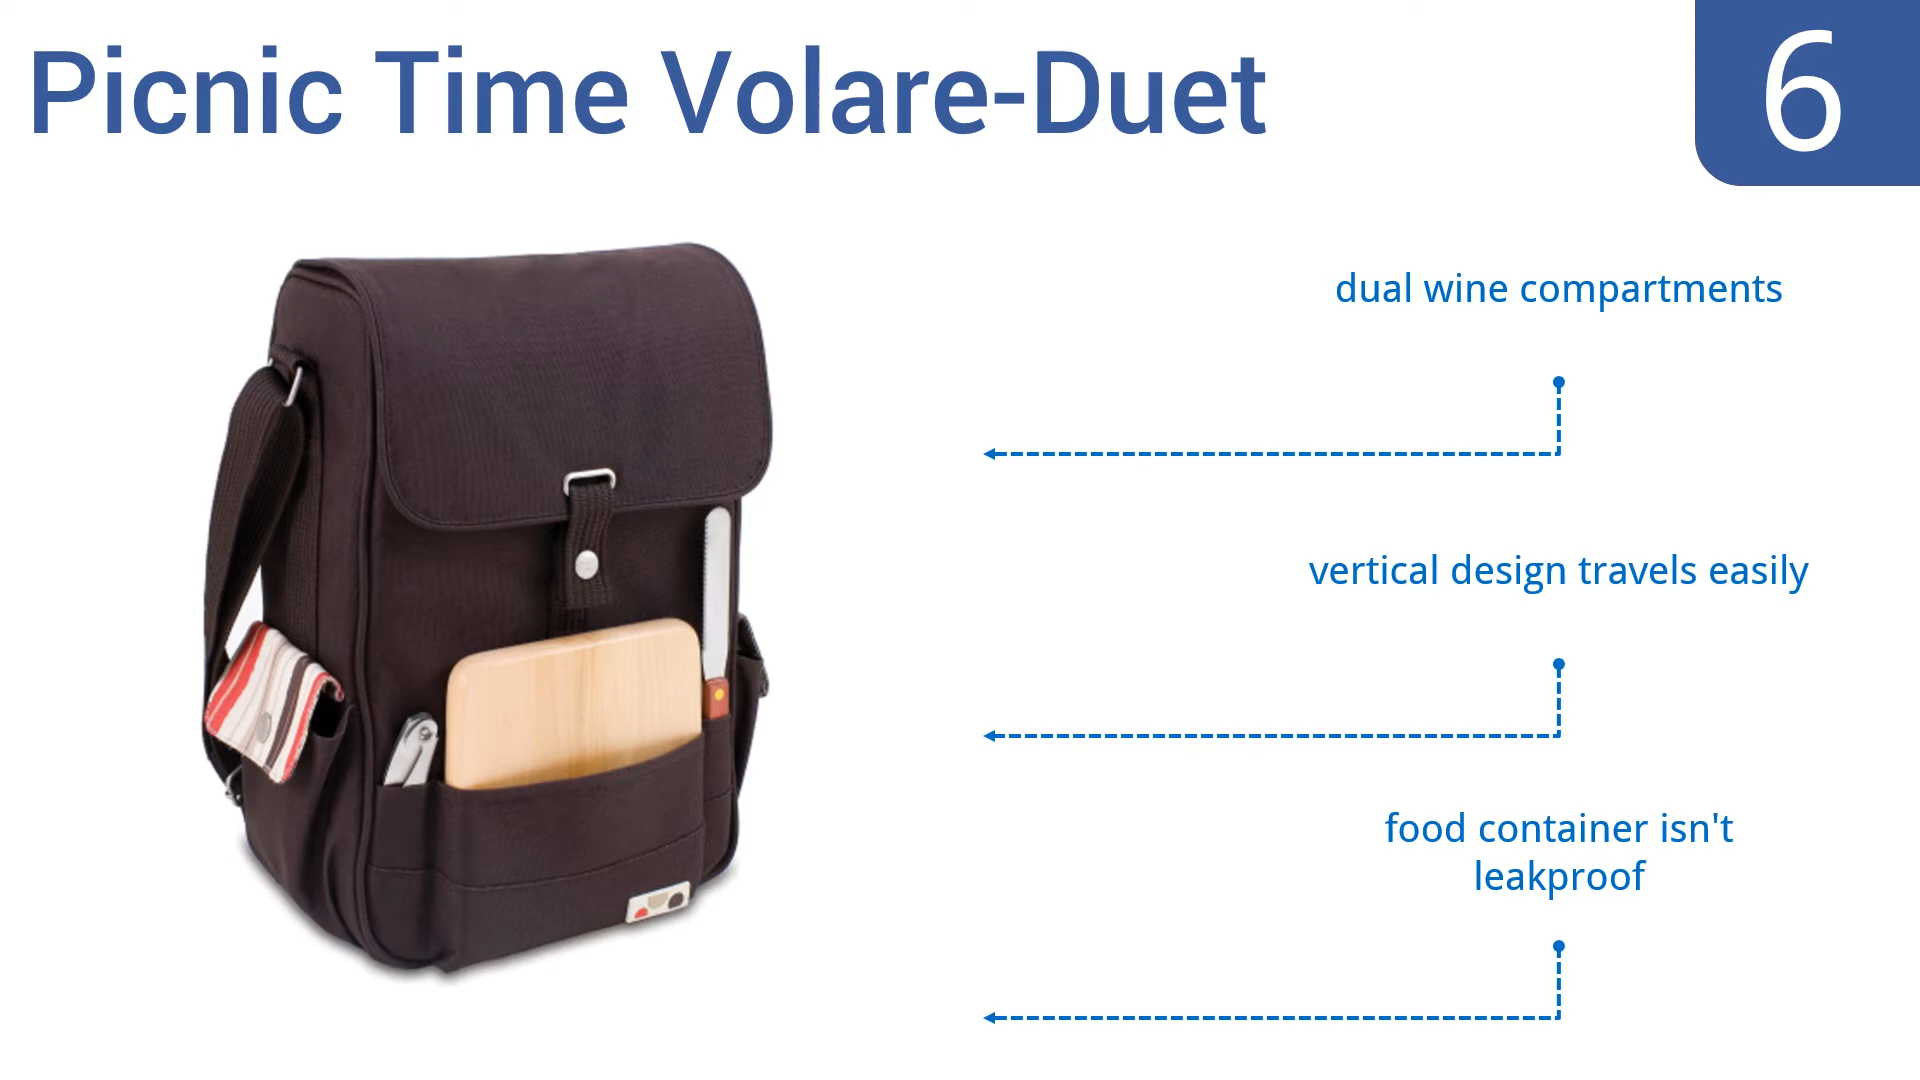 Picnic Time Volare-Duet
6
dual wine compartments
vertical design travels easily
food container isn't
leakproof